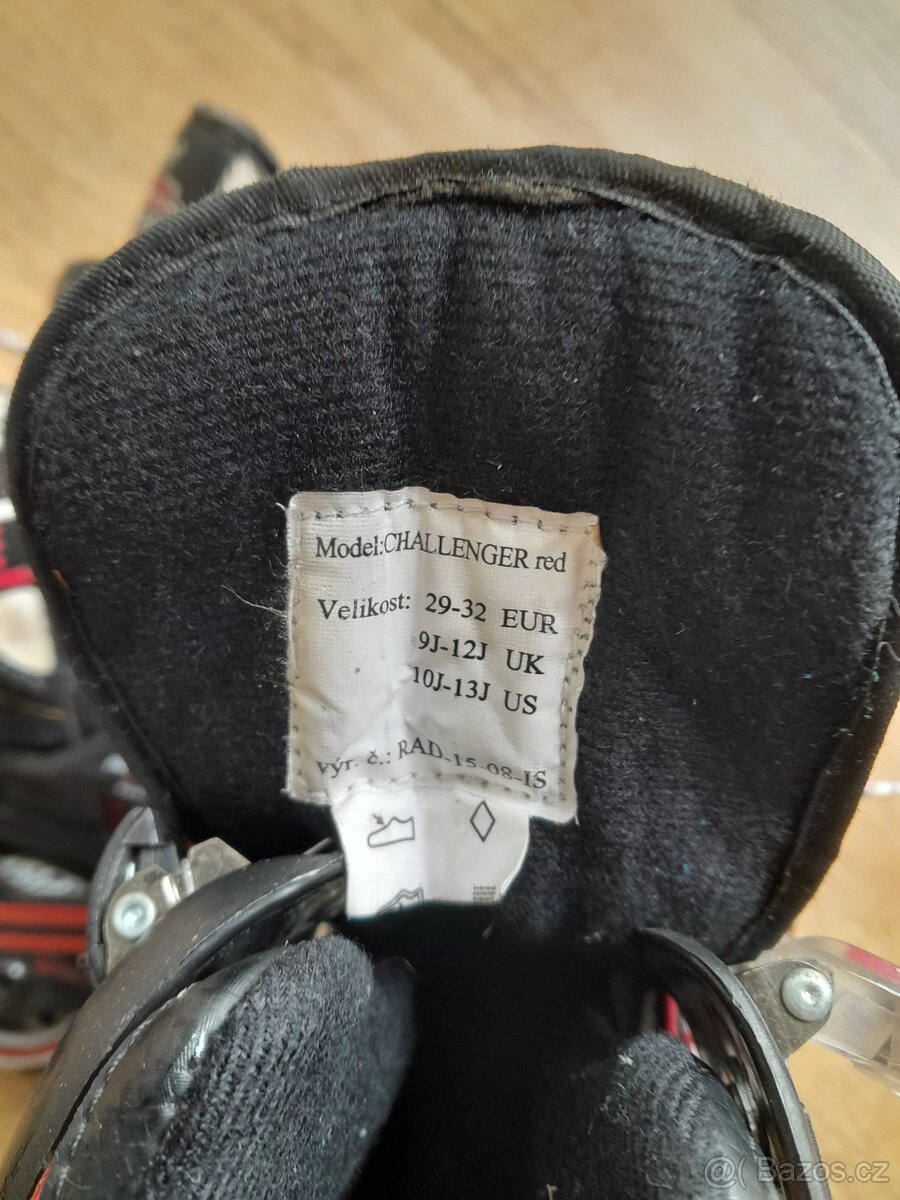 Model:CHALLENGER red
Velikost: 29-32 EUR
9J-12J UK
10J-13J US
výr. č.: RAD-15-08-IS
@( Bazos.cz